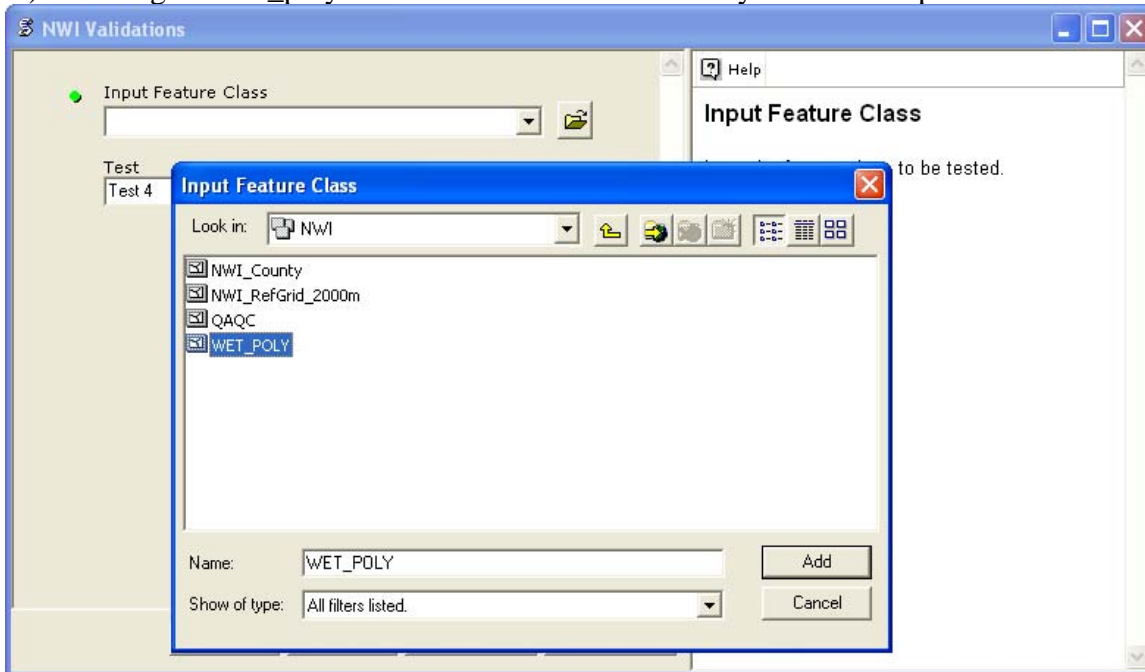 NWI Validations
Help
Input Feature Class
Input Feature Class
Test
Test 4
to be tested.
Input Feature Class
Look in: NWI
NWI_County
NWI_RefGrid_2000m
QAQC
WET_POLY
Name: WET_POLY
Add
Show of type: All filters listed.
Cancel